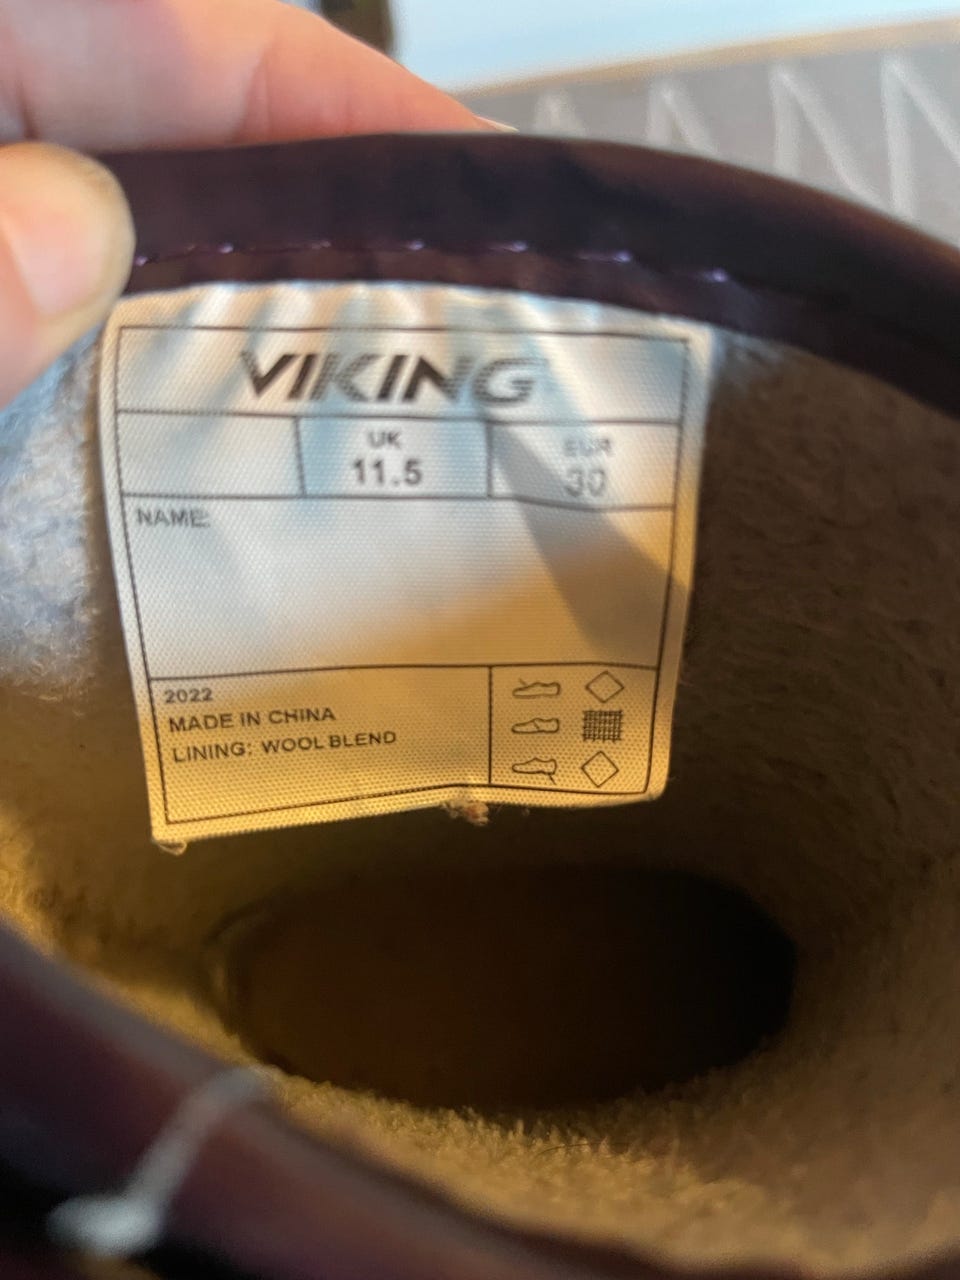 VIKING
UK
11.5
EUR
30
NAME:
2022
MADE IN CHINA
LINING: WOOL BLEND